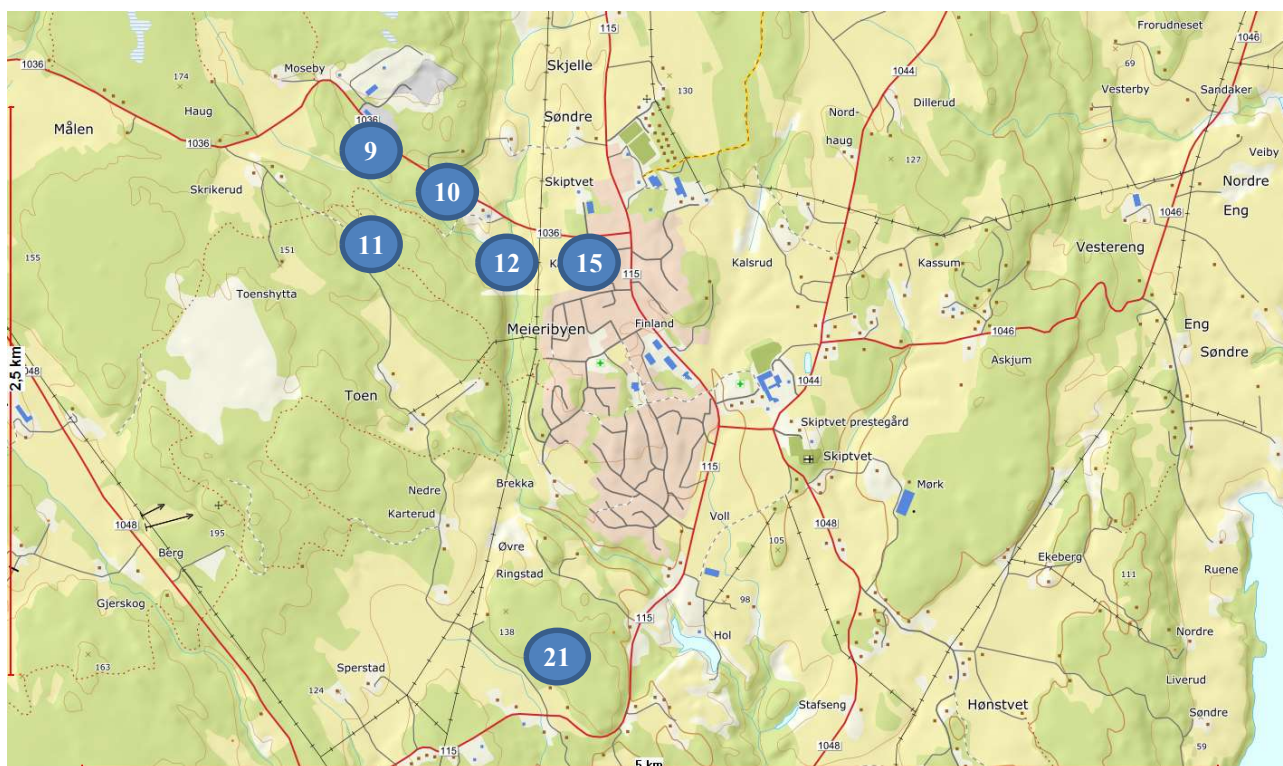 Frorudneset
115
1046
1046
Skjelle
Moseby
1044
69
1036
174
130
Vesterby
Sandaker
Haug
Dillerud
Søndre
Nord-
haug
1036
Målen
9
1036
127
Veiby
Skrikerud
Skiptvet
Nordre
Eng
10
1046
11
1036
Vestereng
151
155
12
K
15
115
Kalsrud
Kassum
Toenshytta
Meieribyen
Finland
1046
Eng
Søndre
Askjum
2,5 km
1048
Toen
1044
Skiptvet prestegård
Skiptvet
115
Brekka
Mørk
Nedre
Karterud
Voll
1048
1048
195
105
Berg
Øvre
Ringstad
Ekeberg
Ruene
111
Gjerskog
98
115
138
Hol
Nordre
21
163
Sperstad
Liverud
124
Stafseng
Hønstvet
Søndre
1048
59
115
5 km